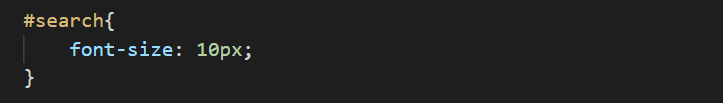 #search{
    font-size: 10px;
}